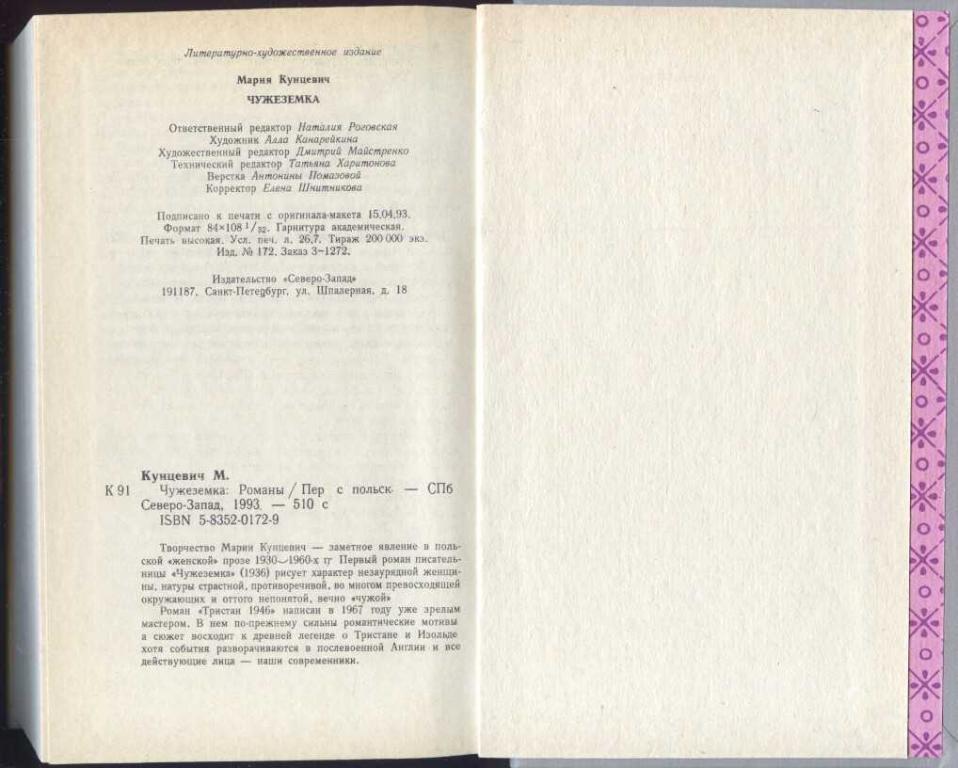 Литературно-художественное издание
Мария Кунцевич
ЧУЖЕЗЕМКА
Ответственный редактор Наталия Роговская
Художник Алла Канарейкина
Художественный редактор Дмитрий Майстренко
Технический редактор Татьяна Харитонова
Верстка Антонины Помазовой
Корректор Елена Шнитникова
Подписано к печати с оригинала-макета 15.04.93.
Формат 84×108 1/32. Гарнитура академическая.
Печать высокая. Усл. печ. л. 26,7. Тираж 200 000 экз.
Изд. № 172. Заказ 3-1272.
Издательство «Северо-Запад»
191187, Санкт-Петербург, ул. Шпалерная, д. 18
Кунцевич М.
К 91 Чужеземка: Романы / Пер с польск. — СПб
Северо-Запад, 1993. — 510 с
ISBN 5-8352-0172-9
Творчество Марии Кунцевич — заметное явление в поль-
ской «женской» прозе 1930—1960-х гг Первый роман писатель-
ницы «Чужеземка» (1936) рисует характер незаурядной женщи-
ны, натуры страстной, противоречивой, во многом превосходящей
окружающих и оттого непонятой, вечно «чужой»
Роман «Тристан 1946» написан в 1967 году уже зрелым
мастером. В нем по-прежнему сильны романтические мотивы
а сюжет восходит к древней легенде о Тристане и Изольде
хотя события разворачиваются в послевоенной Англии и все
действующие лица — наши современники.